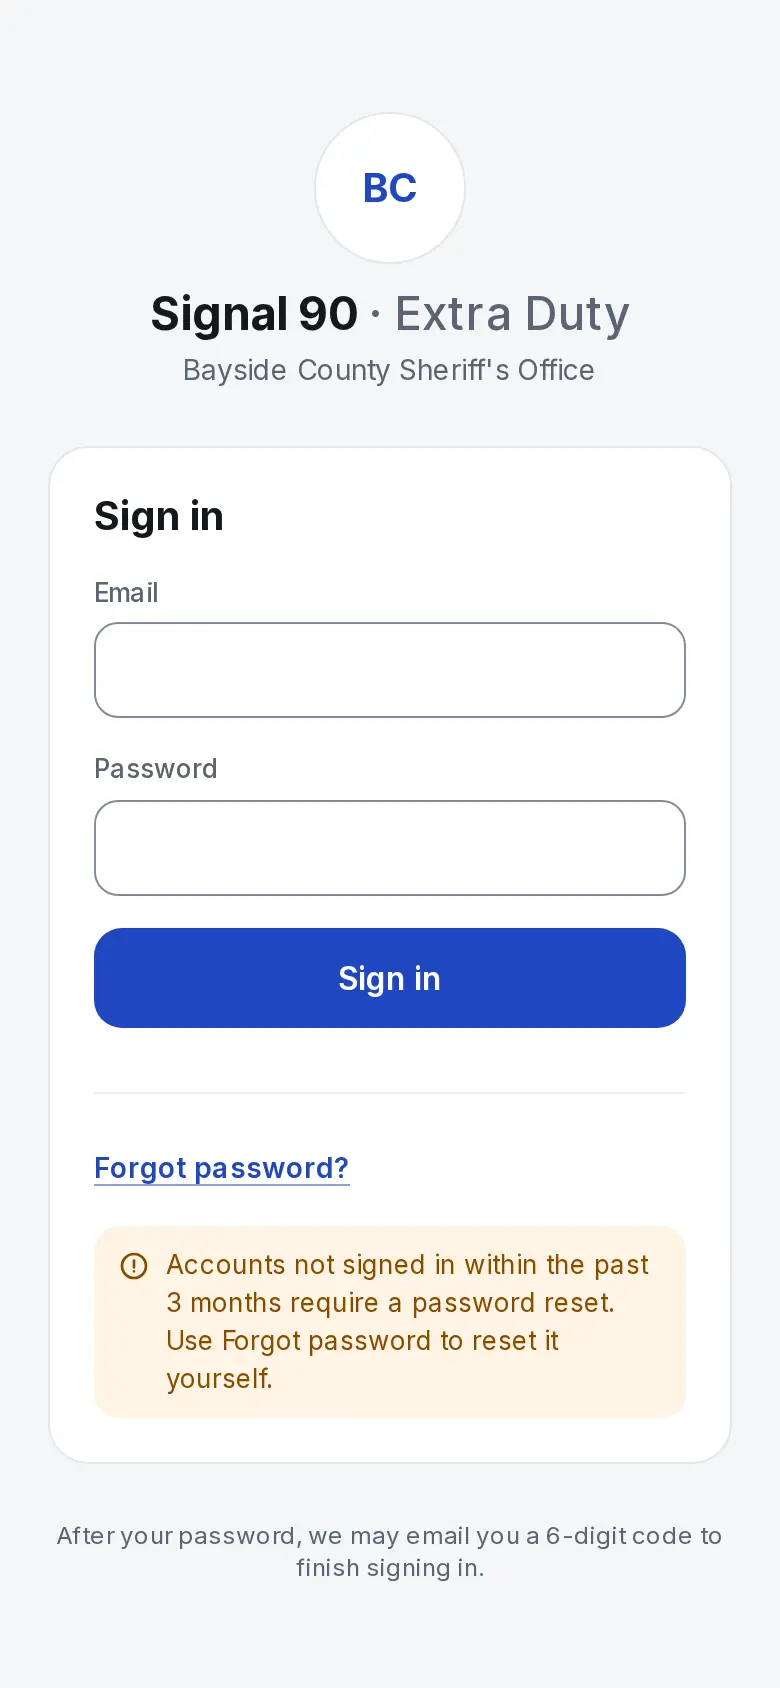 BC
Signal 90 · Extra Duty
Bayside County Sheriff's Office
Sign in
Email
Password
Sign in
Forgot password?
Accounts not signed in within the past
3 months require a password reset.
Use Forgot password to reset it
yourself.
After your password, we may email you a 6-digit code to
finish signing in.